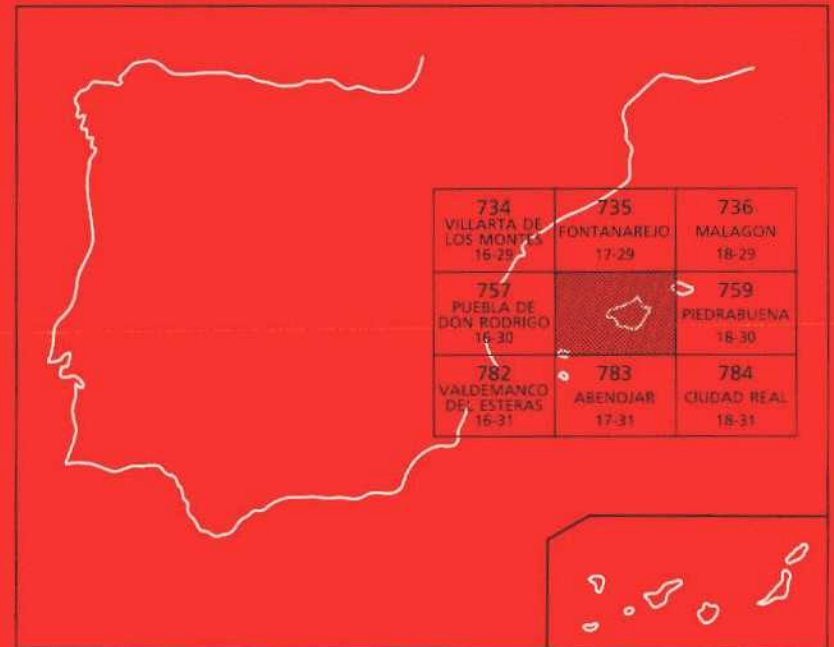 734
VILLARTA DE
LOS MONTES
16-29
735
FONTANAREJO
17-29
736
MALAGON
18-29
757
PUEBLA DE
DON RODRIGO
16-30
759
PIEDRABUENA
18-30
782
VALDEMANCO
DEL ESTERAS
16-31
783
ABENOJAR
17-31
784
CIUDAD REAL
18-31